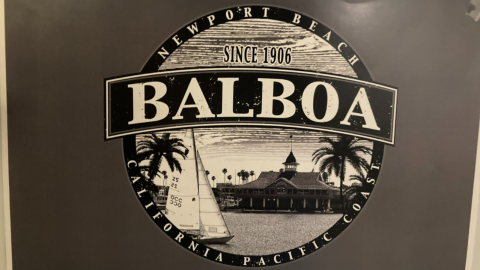 NEWPORT BEACH
SINCE 1906
BALBOA
CALIFORNIA PACIFIC COAST